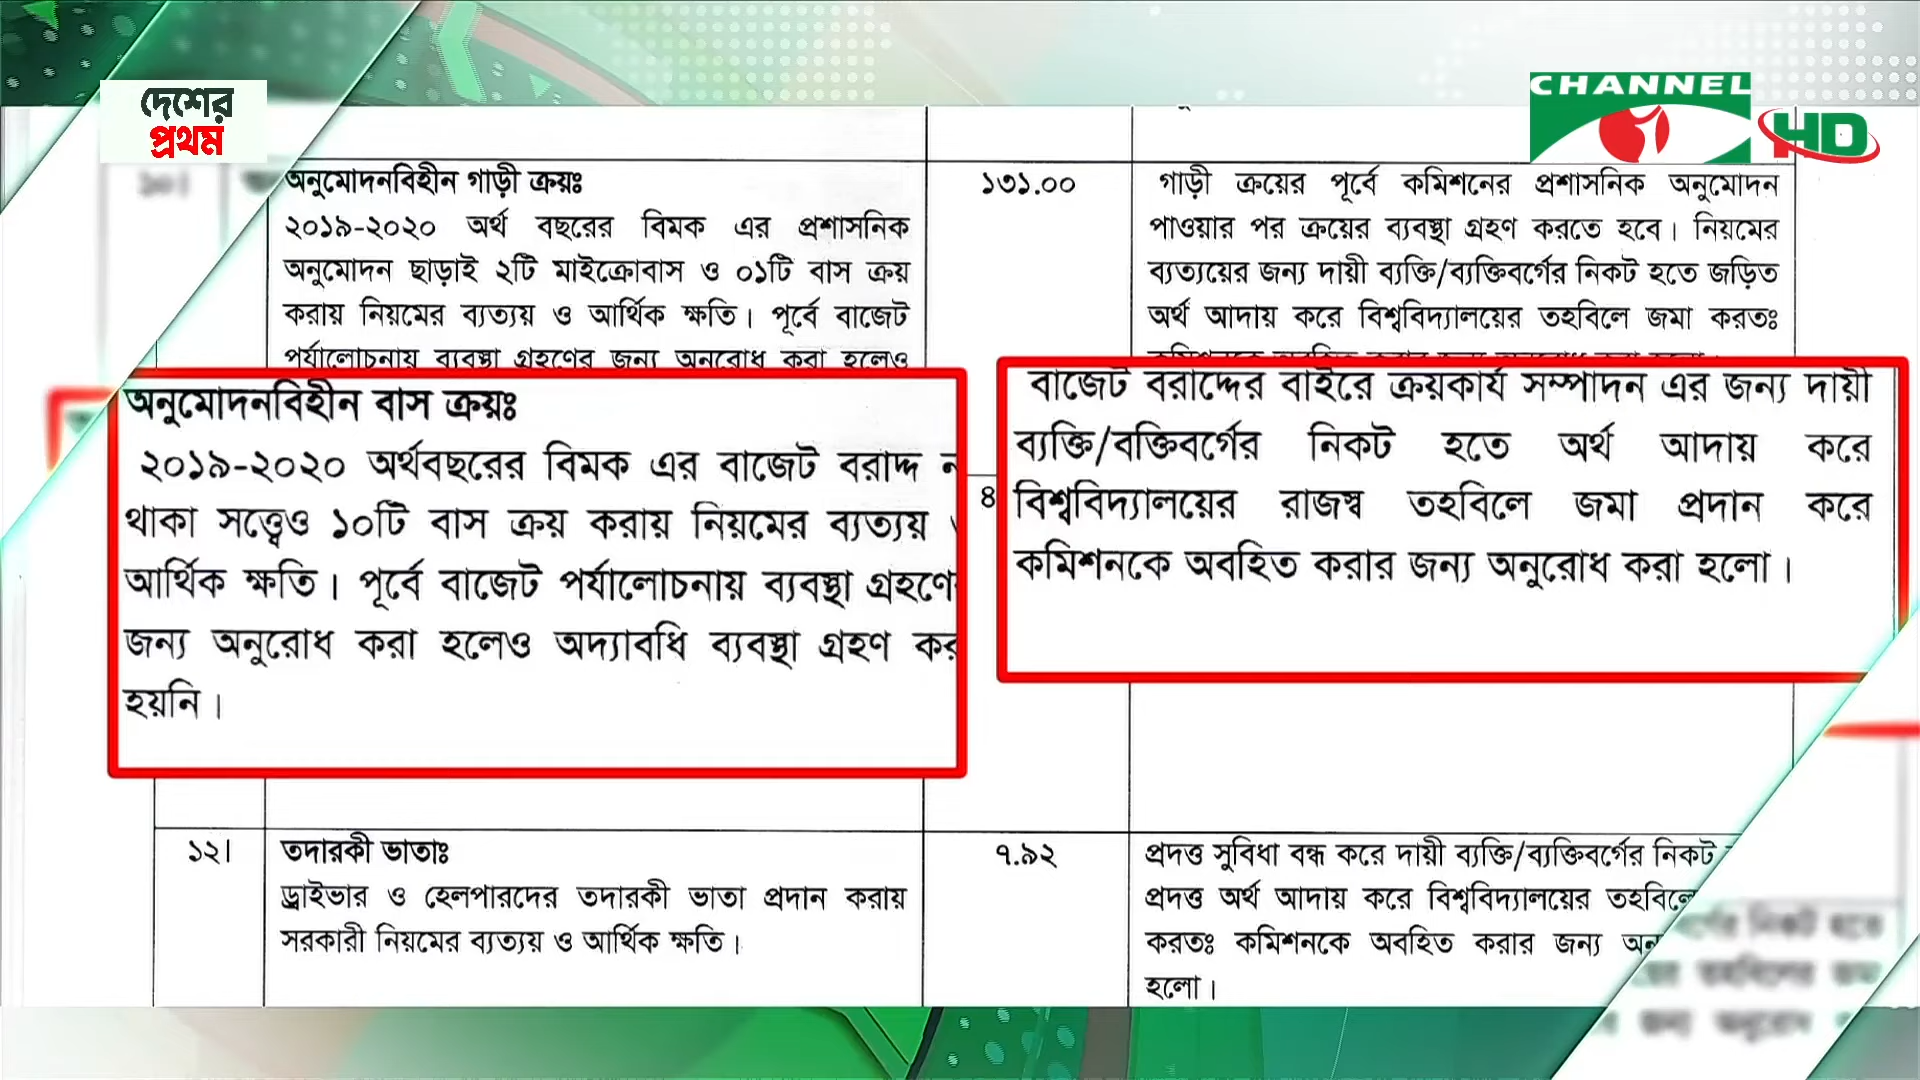 দেশের
প্রথম
CHANNEL
HD
অনুমোদনবিহীন গাড়ী ক্রয়ঃ
২০১৯-২০২০ অর্থ বছরের বিমক এর প্রশাসনিক
অনুমোদন ছাড়াই ২টি মাইক্রোবাস ও ০১টি বাস ক্রয়
করায় নিয়মের ব্যত্যয় ও আর্থিক ক্ষতি। পূর্বে বাজেট
পর্যালোচনায় ব্যবস্থা গ্রহণের জন্য অনুরোধ করা হলেও
১৩১.০০
গাড়ী ক্রয়ের পূর্বে কমিশনের প্রশাসনিক অনুমোদন
পাওয়ার পর ক্রয়ের ব্যবস্থা গ্রহণ করতে হবে। নিয়মের
ব্যত্যয়ের জন্য দায়ী ব্যক্তি/ব্যক্তিবর্গের নিকট হতে জড়িত
অর্থ আদায় করে বিশ্ববিদ্যালয়ের তহবিলে জমা করতঃ
অনুমোদনবিহীন বাস ক্রয়ঃ
২০১৯-২০২০ অর্থবছরের বিমক এর বাজেট বরাদ্দ
থাকা সত্ত্বেও ১০টি বাস ক্রয় করায় নিয়মের ব্যত্যয়
আর্থিক ক্ষতি। পূর্বে বাজেট পর্যালোচনায় ব্যবস্থা
জন্য অনুরোধ করা হলেও অদ্যাবধি ব্যবস্থা গ্রহণ
হয়নি।
৪
বাজেট বরাদ্দের বাইরে ক্রয়কার্য সম্পাদন এর জন্য দায়ী
ব্যক্তি/বক্তিবর্গের নিকট হতে অর্থ আদায় করে
বিশ্ববিদ্যালয়ের রাজস্ব তহবিলে জমা প্রদান করে
কমিশনকে অবহিত করার জন্য অনুরোধ করা হলো।
১২।
তদারকী ভাতাঃ
ড্রাইভার ও হেলপারদের তদারকী ভাতা প্রদান করায়
সরকারী নিয়মের ব্যত্যয় ও আর্থিক ক্ষতি।
৭.৯২
প্রদত্ত সুবিধা বন্ধ করে দায়ী ব্যক্তি/ব্যক্তিবর্গের নিকট
প্রদত্ত অর্থ আদায় করে বিশ্ববিদ্যালয়ের তহবিলে
করতঃ কমিশনকে অবহিত করার জন্য
হলো।